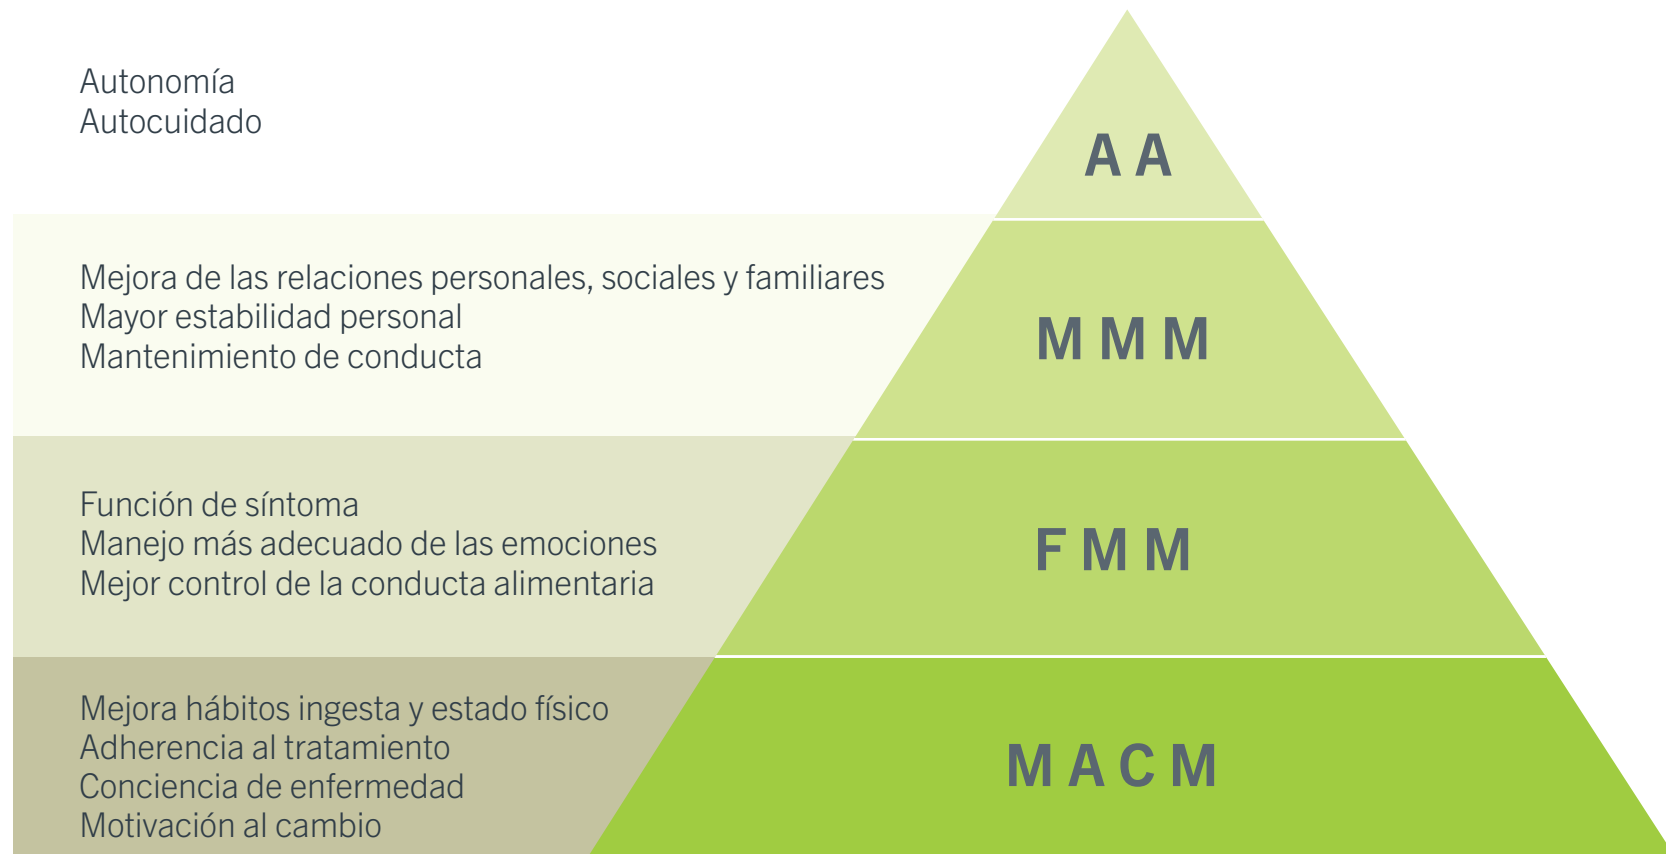 Autonomía
Autocuidado
A A
Mejora de las relaciones personales, sociales y familiares
Mayor estabilidad personal
Mantenimiento de conducta
M M M
Función de síntoma
Manejo más adecuado de las emociones
Mejor control de la conducta alimentaria
F M M
Mejora hábitos ingesta y estado físico
Adherencia al tratamiento
Conciencia de enfermedad
Motivación al cambio
M A C M